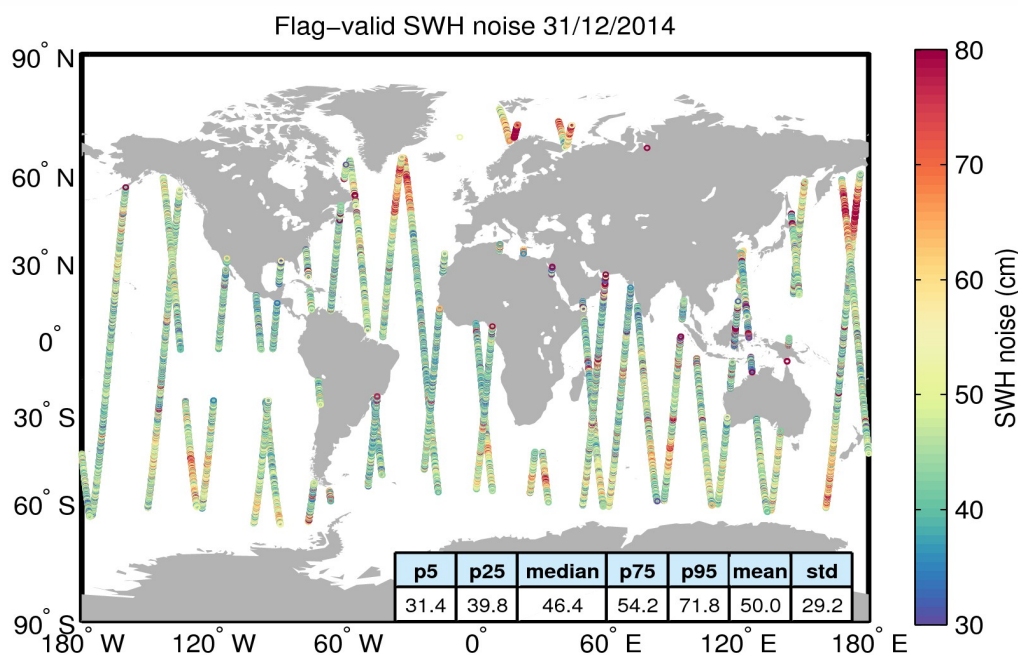 Flag−valid SWH noise 31/12/2014
90° N
60° N
30° N
0°
30° S
60° S
90° S
180° W
120° W
60° W
0°
60° E
120° E
180° E
p5 p25 median p75 p95 mean std
31.4 39.8 46.4 54.2 71.8 50.0 29.2
80
70
60
50
40
30
SWH noise (cm)